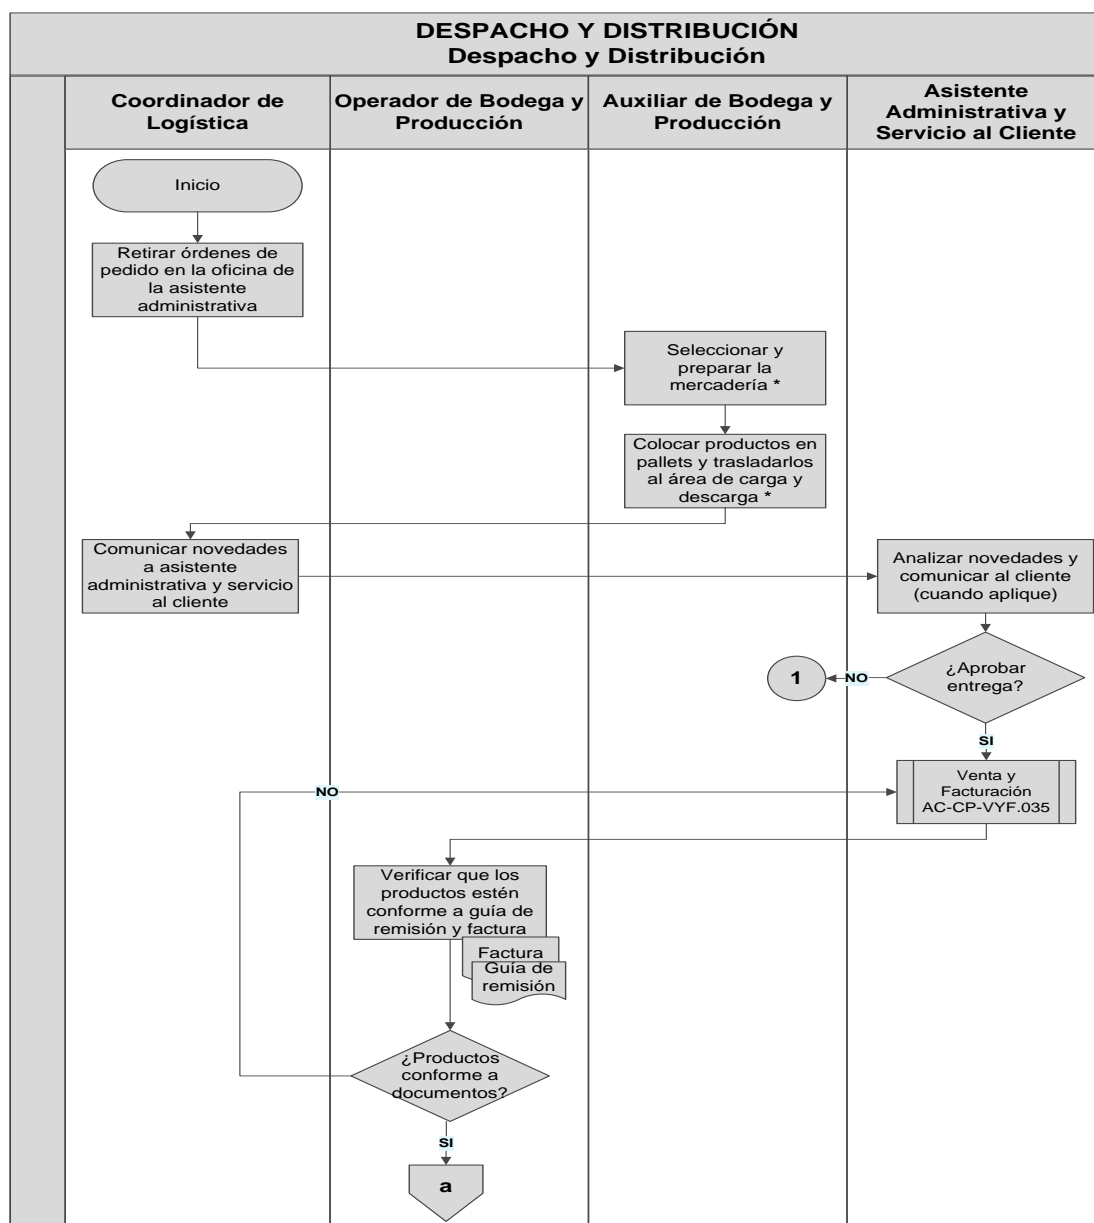 DESPACHO Y DISTRIBUCIÓN
Despacho y Distribución
Coordinador de
Logística
Operador de Bodega y
Producción
Auxiliar de Bodega y
Producción
Asistente
Administrativa y
Servicio al Cliente
Inicio
Retirar órdenes de
pedido en la oficina de
la asistente
administrativa
Seleccionar y
preparar la
mercadería *
Colocar productos en
pallets y trasladarlos
al área de carga y
descarga *
Comunicar novedades
a asistente
administrativa y servicio
al cliente
Analizar novedades y
comunicar al cliente
(cuando aplique)
¿Aprobar
entrega?
NO
1
SI
Venta y
Facturación
AC-CP-VYF.035
NO
Verificar que los
productos estén
conforme a guía de
remisión y factura
Factura
Guía de
remisión
¿Productos
conforme a
documentos?
SI
a